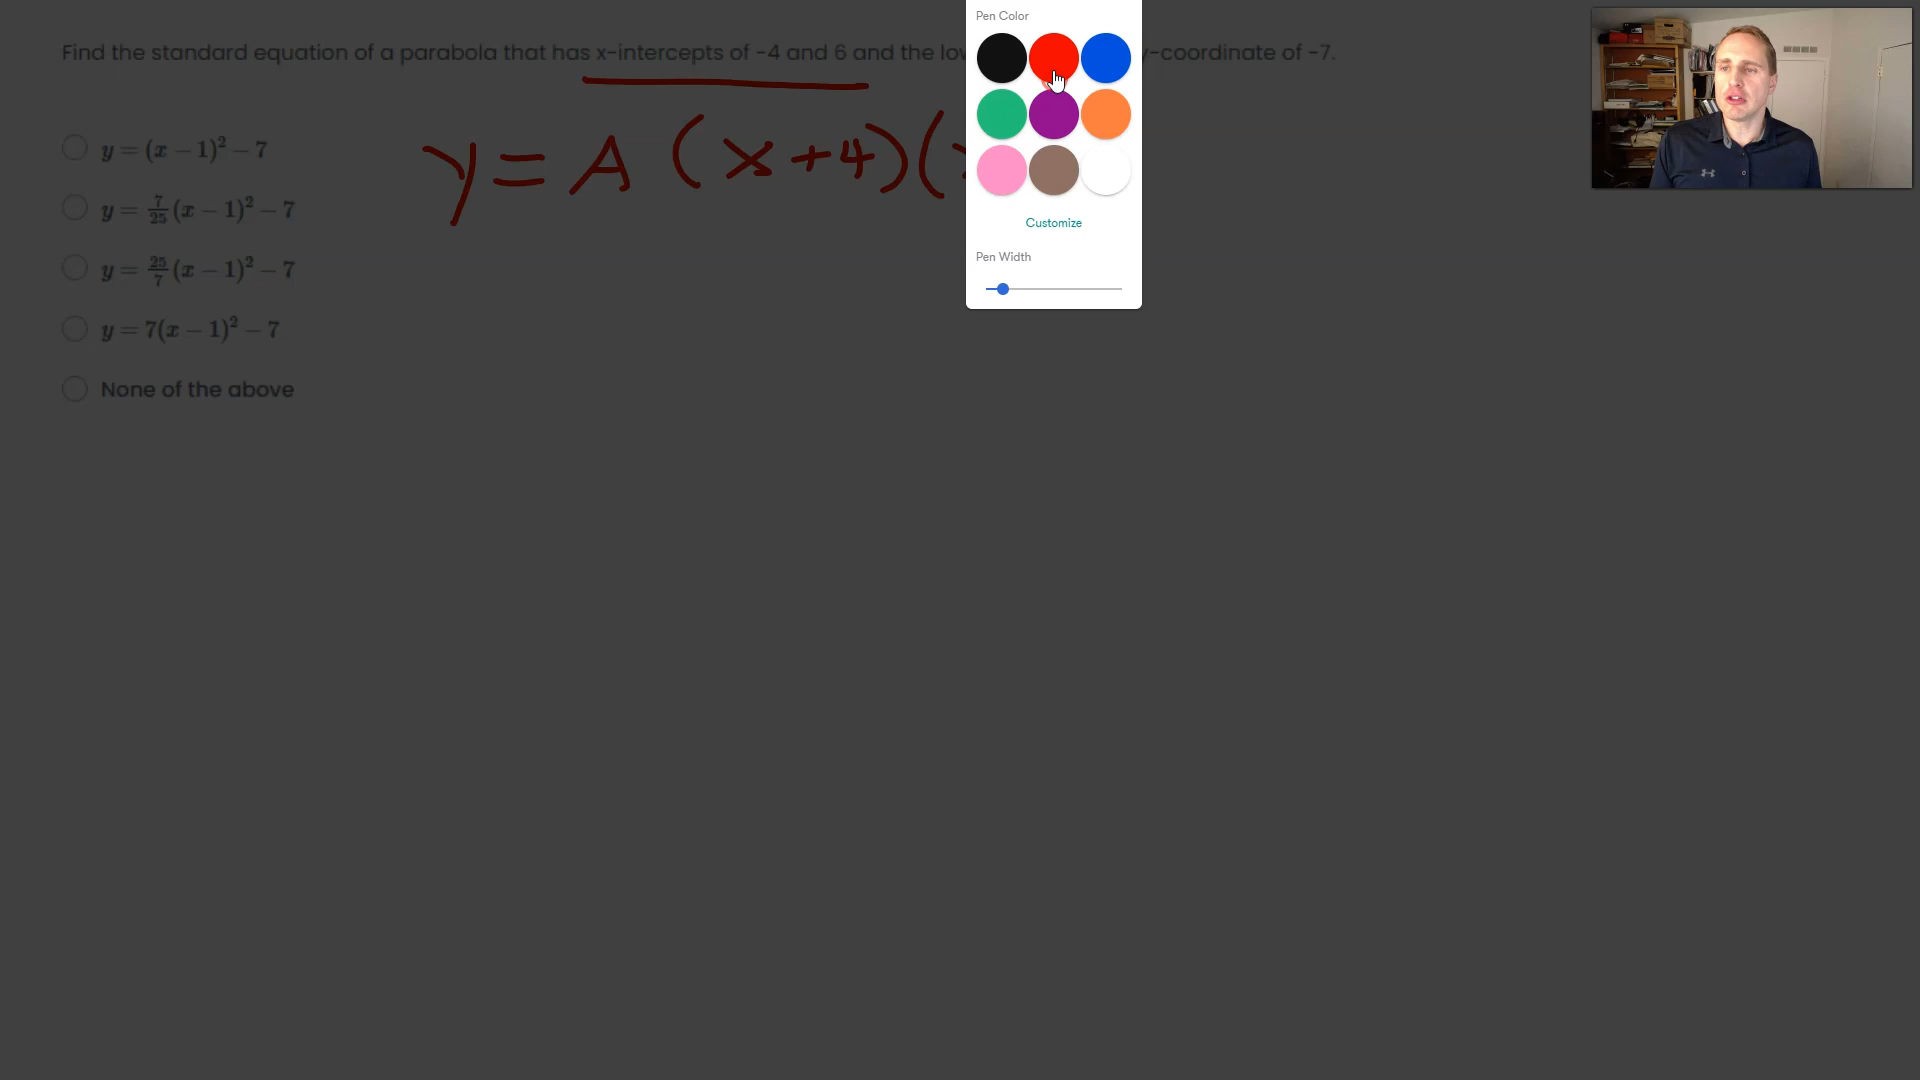 Pen Color
Find the standard equation of a parabola that has x-intercepts of -4 and 6 and the -coordinate of -7.
y = (x − 1)² − 7
y = A (x+4)(
y = 7/25 (x − 1)² − 7
Customize
Pen Width
y = 25/7 (x − 1)² − 7
y = 7(x − 1)² − 7
None of the above